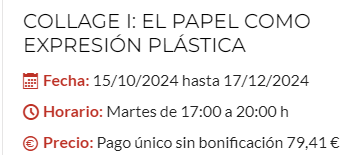 COLLAGE I: EL PAPEL COMO
EXPRESIÓN PLÁSTICA
Fecha: 15/10/2024 hasta 17/12/2024
Horario: Martes de 17:00 a 20:00 h
Precio: Pago único sin bonificación 79,41 €